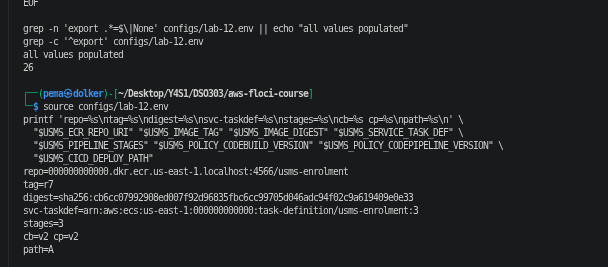 EOF
grep -n 'export .*=$\|None' configs/lab-12.env || echo "all values populated"
grep -c '^export' configs/lab-12.env
all values populated
26
┌──(pema㉿dolker)-[~/Desktop/Y4S1/DSO303/aws-floci-course]
└─$ source configs/lab-12.env
printf 'repo=%s\ntag=%s\ndigest=%s\nsvc-taskdef=%s\nstages=%s\ncb=%s cp=%s\npath=%s\n' \
"$USMS_ECR_REPO_URI" "$USMS_IMAGE_TAG" "$USMS_IMAGE_DIGEST" "$USMS_SERVICE_TASK_DEF" \
"$USMS_PIPELINE_STAGES" "$USMS_POLICY_CODEBUILD_VERSION" "$USMS_POLICY_CODEPIPELINE_VERSION" \
"$USMS_CICD_DEPLOY_PATH"
repo=000000000000.dkr.ecr.us-east-1.localhost:4566/usms-enrolment
tag=r7
digest=sha256:cb6cc07992908ed007f92d96835fbc6cc99705d046adc94f02c9a619409e0e33
svc-taskdef=arn:aws:ecs:us-east-1:000000000000:task-definition/usms-enrolment:3
stages=3
cb=v2 cp=v2
path=A